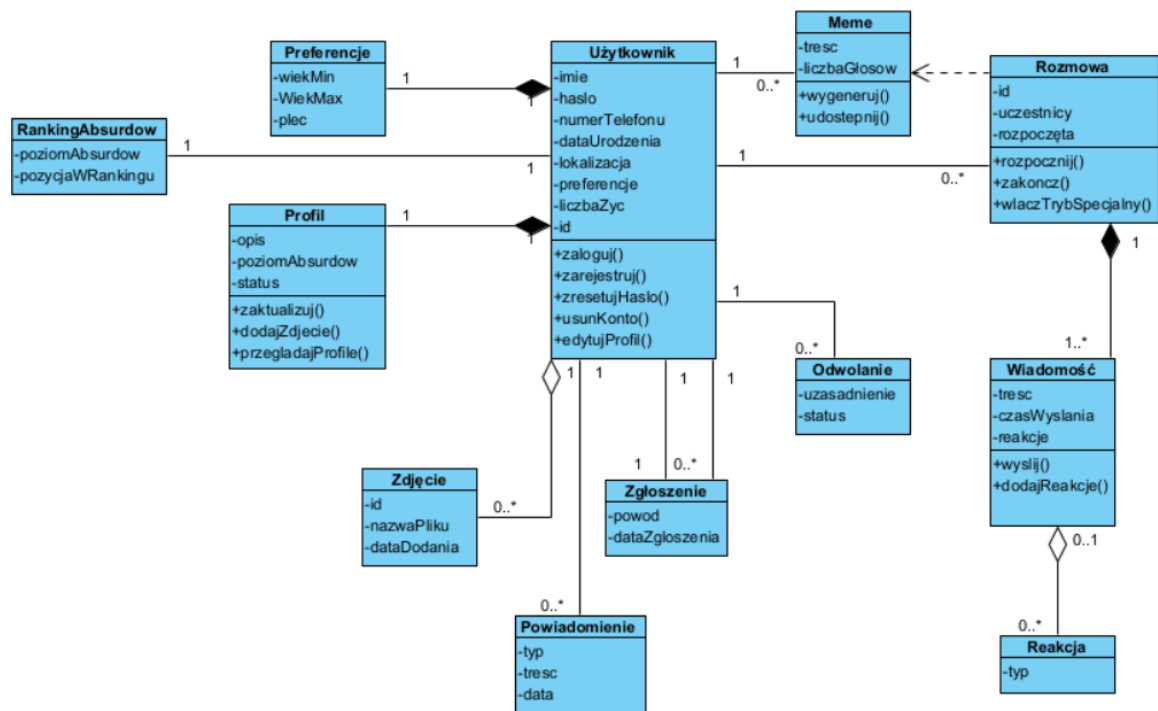 Preferencje
-wiekMin
-WiekMax
-plec
1
1
RankingAbsurdow
-poziomAbsurdow
-pozycjaWRankingu
1
1
Profil
-opis
-poziomAbsurdow
-status
+zaktualizuj()
+dodajZdjecie()
+przegladajProfile()
1
1
Użytkownik
-imie
-haslo
-numerTelefonu
-dataUrodzenia
-lokalizacja
-preferencje
-liczbaZyc
-id
+zaloguj()
+zarejestruj()
+zresetujHaslo()
+usunKonto()
+edytujProfil()
1
0..*
Meme
-tresc
-liczbaGłosow
+wygeneruj()
+udostepnij()
1
0..*
Rozmowa
-id
-uczestnicy
-rozpoczęta
+rozpocznij()
+zakoncz()
+wlaczTrybSpecjalny()
1
1..*
1
0..*
Odwolanie
-uzasadnienie
-status
Wiadomość
-tresc
-czasWyslania
-reakcje
+wyslij()
+dodajReakcje()
0..1
0..*
Reakcja
-typ
1
1
1
1
0..*
Zdjęcie
-id
-nazwaPliku
-dataDodania
1
0..*
Zgłoszenie
-powod
-dataZgloszenia
0..*
Powiadomienie
-typ
-tresc
-data